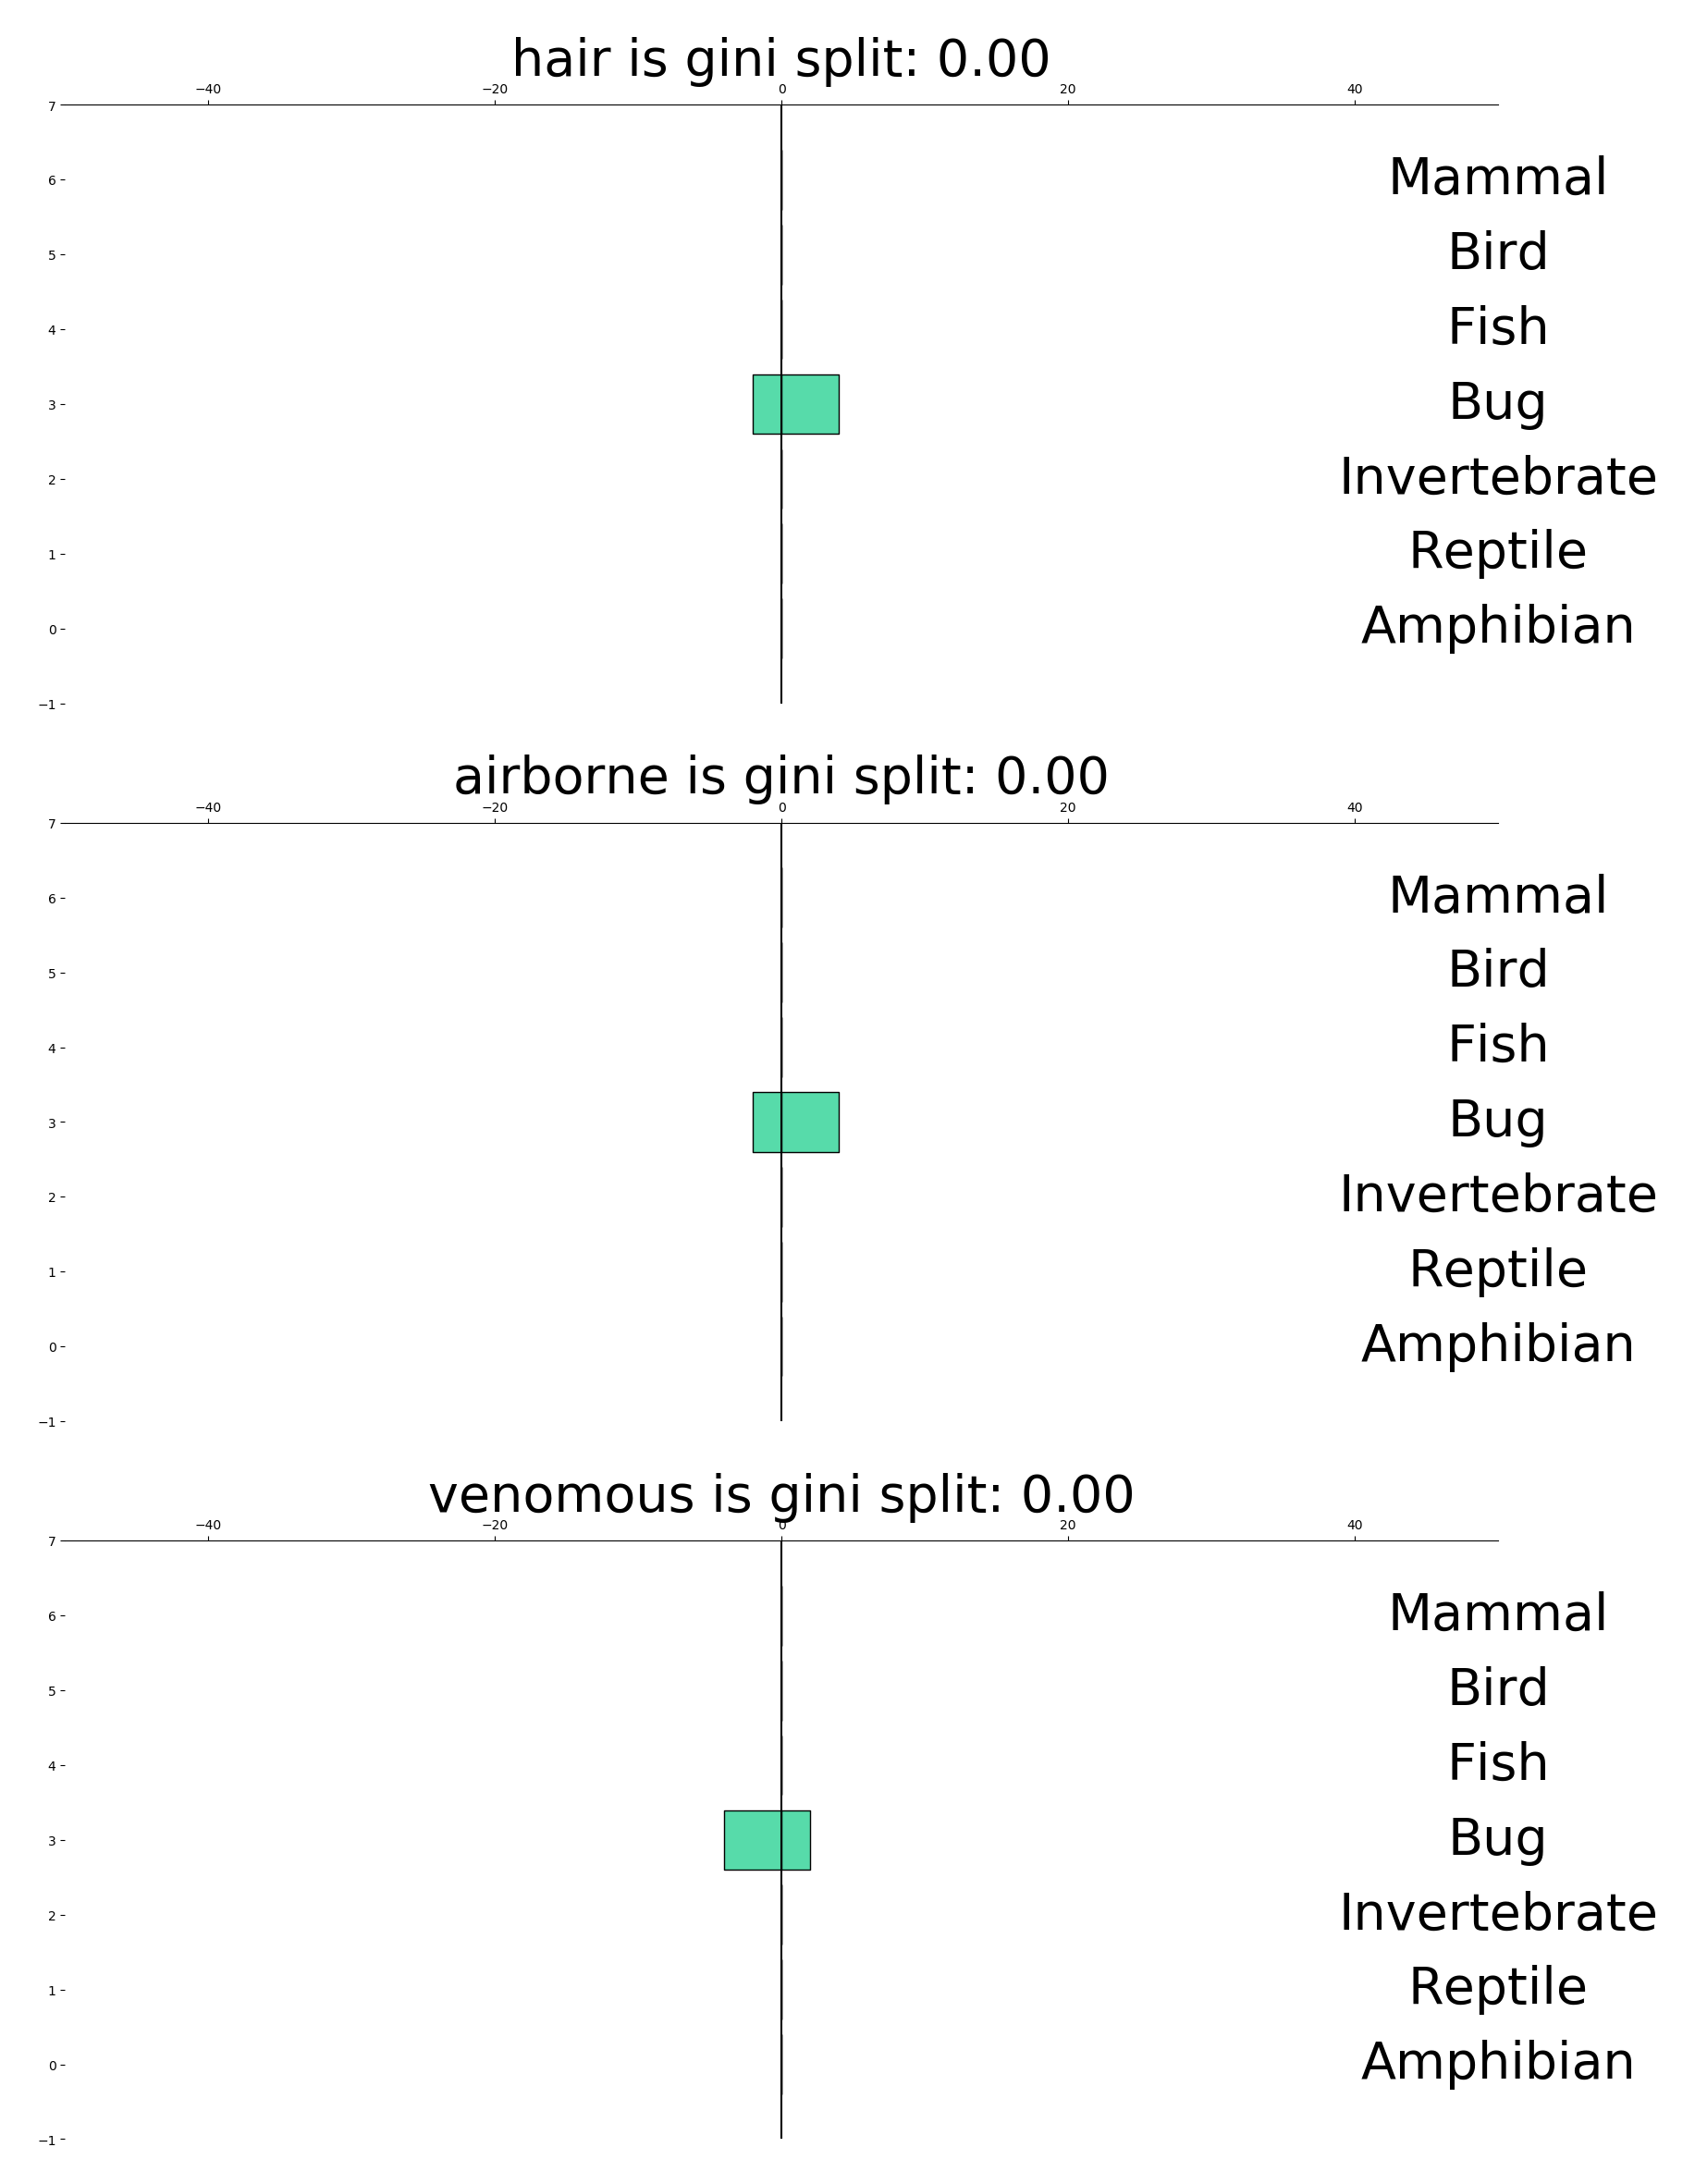 hair is gini split: 0.00
−40 −20 0 20 40
7
6 Mammal
5 Bird
4 Fish
3 Bug
2 Invertebrate
1 Reptile
0 Amphibian
−1
airborne is gini split: 0.00
−40 −20 0 20 40
7
6 Mammal
5 Bird
4 Fish
3 Bug
2 Invertebrate
1 Reptile
0 Amphibian
−1
venomous is gini split: 0.00
−40 −20 0 20 40
7
6 Mammal
5 Bird
4 Fish
3 Bug
2 Invertebrate
1 Reptile
0 Amphibian
−1